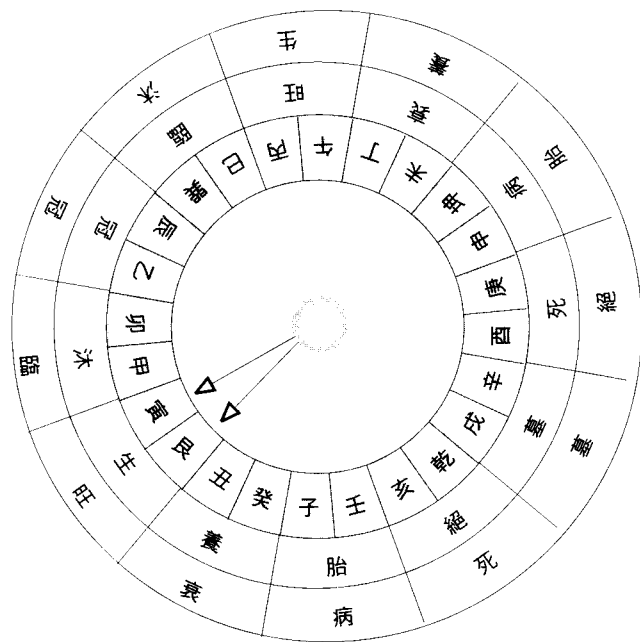 生養胎絕墓死病衰旺臨冠沐
旺衰病死墓絕胎養生沐冠臨
午丁未坤申庚酉辛戌乾亥壬子癸丑艮寅甲卯乙辰巽巳丙